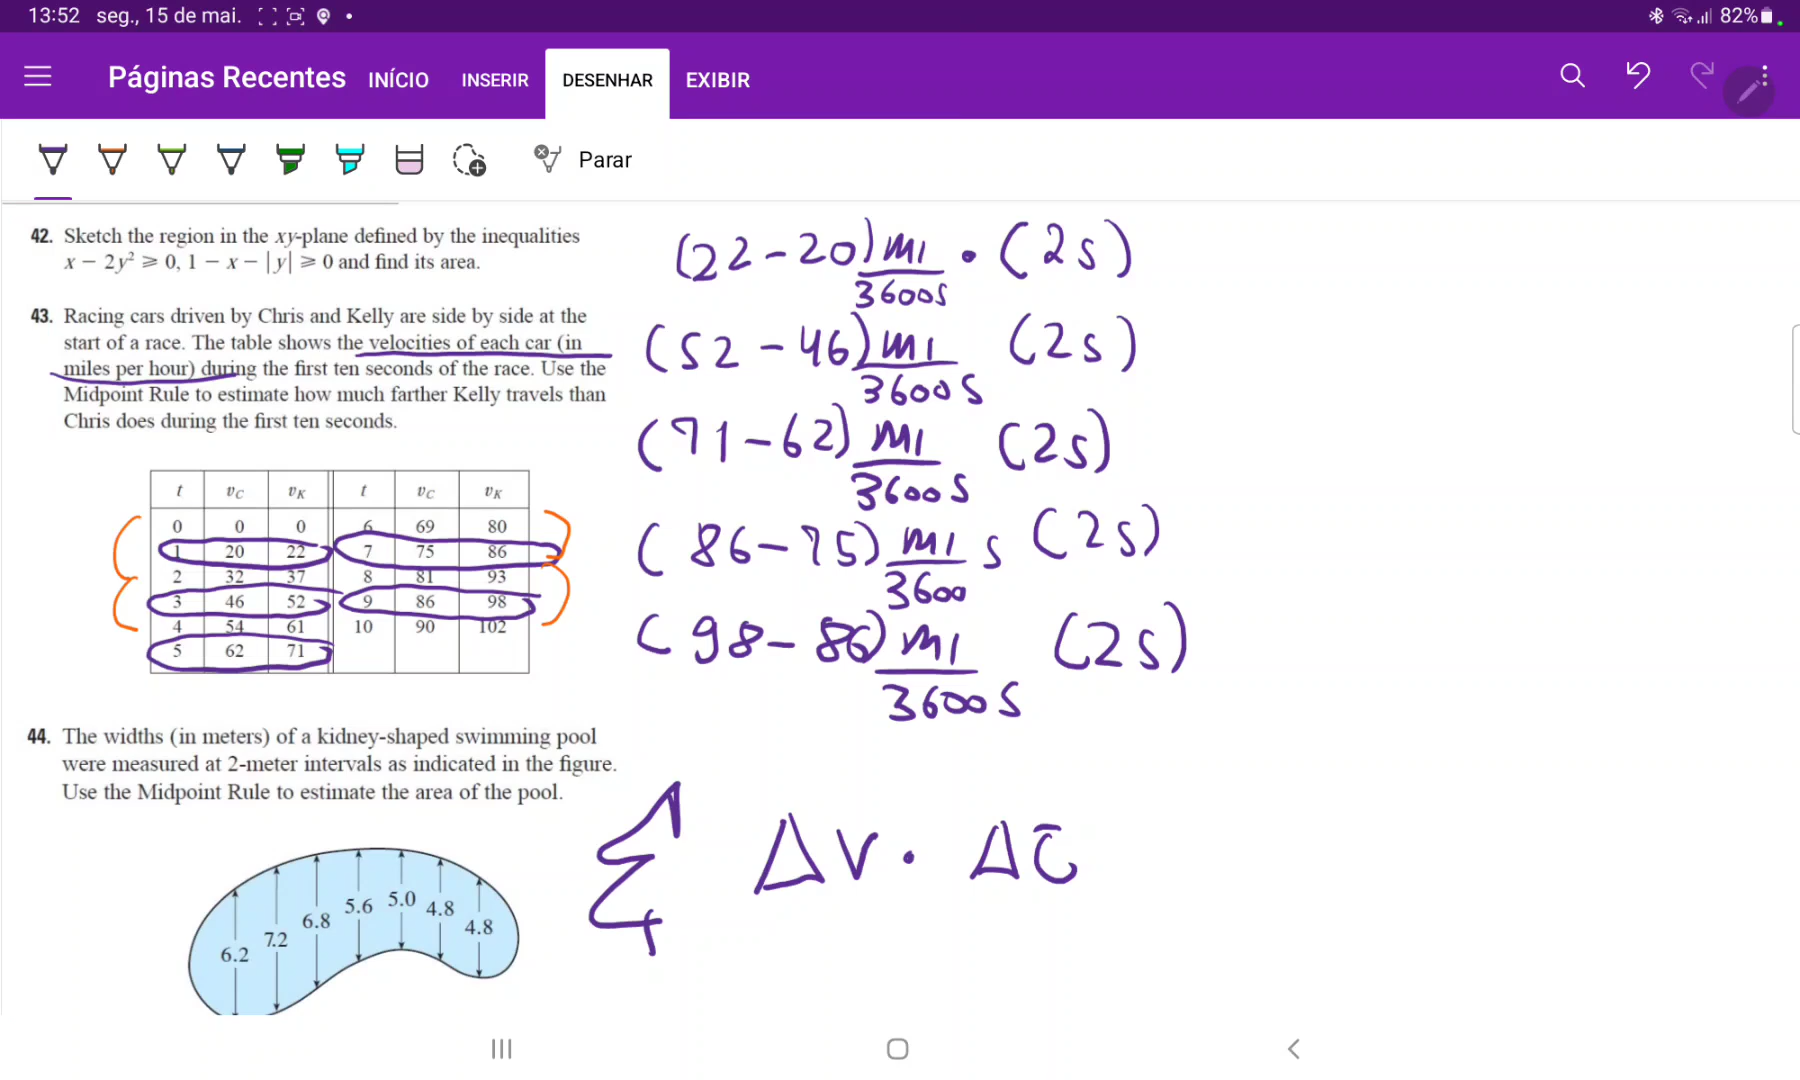 13:52 seg., 15 de mai. 82%
Páginas Recentes INÍCIO INSERIR DESENHAR EXIBIR
Parar
42. Sketch the region in the xy-plane defined by the inequalities
x − 2y² ⩾ 0, 1 − x − |y| ⩾ 0 and find its area.
43. Racing cars driven by Chris and Kelly are side by side at the
start of a race. The table shows the velocities of each car (in
miles per hour) during the first ten seconds of the race. Use the
Midpoint Rule to estimate how much farther Kelly travels than
Chris does during the first ten seconds.
t vC vK t vC vK
0 0 0 6 69 80
1 20 22 7 75 86
2 32 37 8 81 93
3 46 52 9 86 98
4 54 61 10 90 102
5 62 71
44. The widths (in meters) of a kidney-shaped swimming pool
were measured at 2-meter intervals as indicated in the figure.
Use the Midpoint Rule to estimate the area of the pool.
6.2 7.2 6.8 5.6 5.0 4.8 4.8
(22-20) mi • (2s)
3600s
(52-46) mi (2s)
3600s
(71-62) mi (2s)
3600s
(86-75) mi s (2s)
3600
(98-86) mi (2s)
3600s
Σ ΔV • Δt